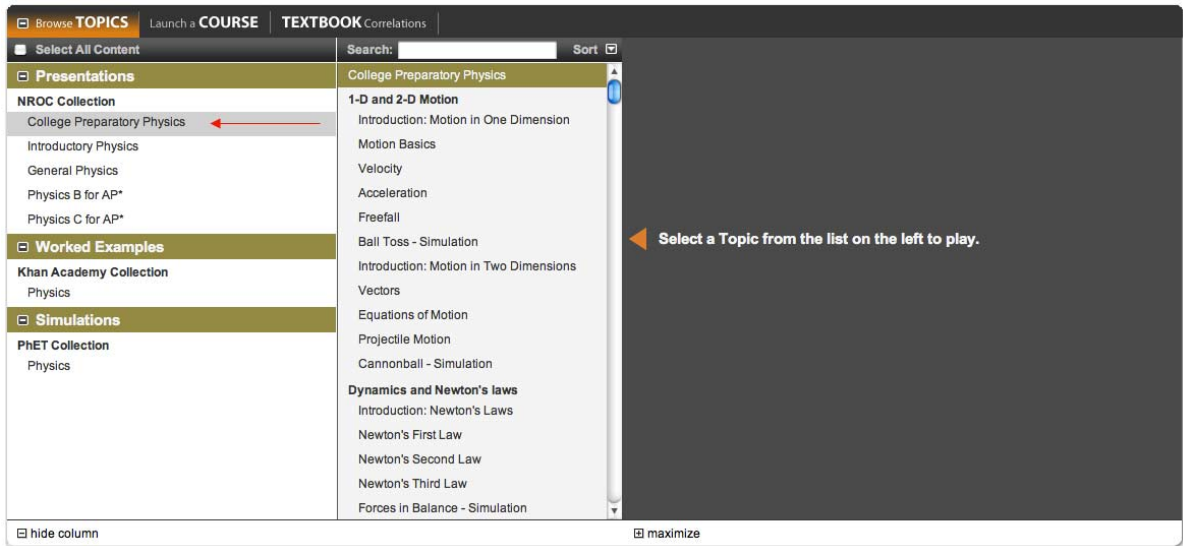 Browse TOPICS
Launch a COURSE
TEXTBOOK Correlations
Select All Content
Presentations
NROC Collection
College Preparatory Physics
Introductory Physics
General Physics
Physics B for AP*
Physics C for AP*
Worked Examples
Khan Academy Collection
Physics
Simulations
PhET Collection
Physics
Search:
Sort
College Preparatory Physics
1-D and 2-D Motion
Introduction: Motion in One Dimension
Motion Basics
Velocity
Acceleration
Freefall
Ball Toss - Simulation
Introduction: Motion in Two Dimensions
Vectors
Equations of Motion
Projectile Motion
Cannonball - Simulation
Dynamics and Newton's laws
Introduction: Newton's Laws
Newton's First Law
Newton's Second Law
Newton's Third Law
Forces in Balance - Simulation
Select a Topic from the list on the left to play.
hide column
maximize